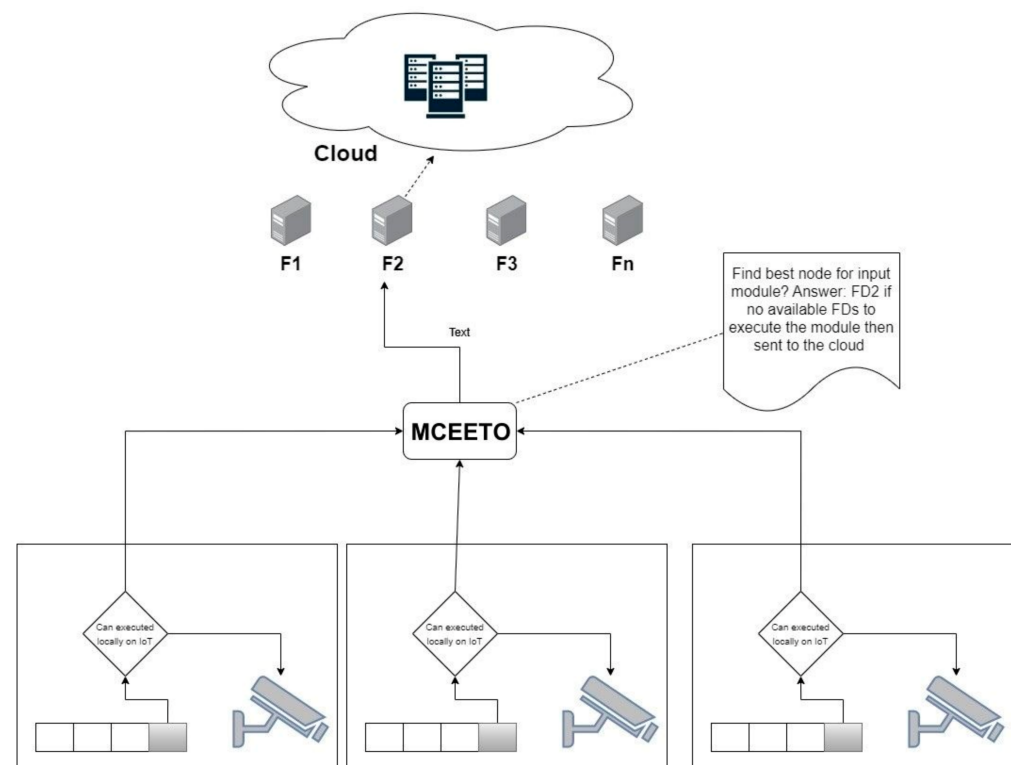 Cloud
F1
F2
F3
Fn
Find best node for input
module? Answer: FD2 if
no available FDs to
execute the module then
sent to the cloud
Text
MCEETO
Can executed
locally on IoT
Can executed
locally on IoT
Can executed
locally on IoT